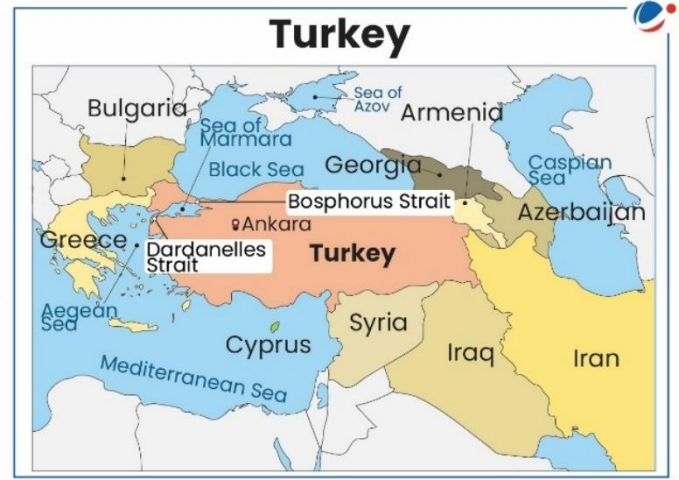 Turkey
Bulgaria
Sea of
Azov
Armenia
Sea of
Marmara
Black Sea
Georgia
Caspian
Sea
Bosphorus Strait
Azerbaijan
Ankara
Greece
Dardanelles
Strait
Turkey
Aegean
Sea
Cyprus
Syria
Iraq
Iran
Mediterranean Sea